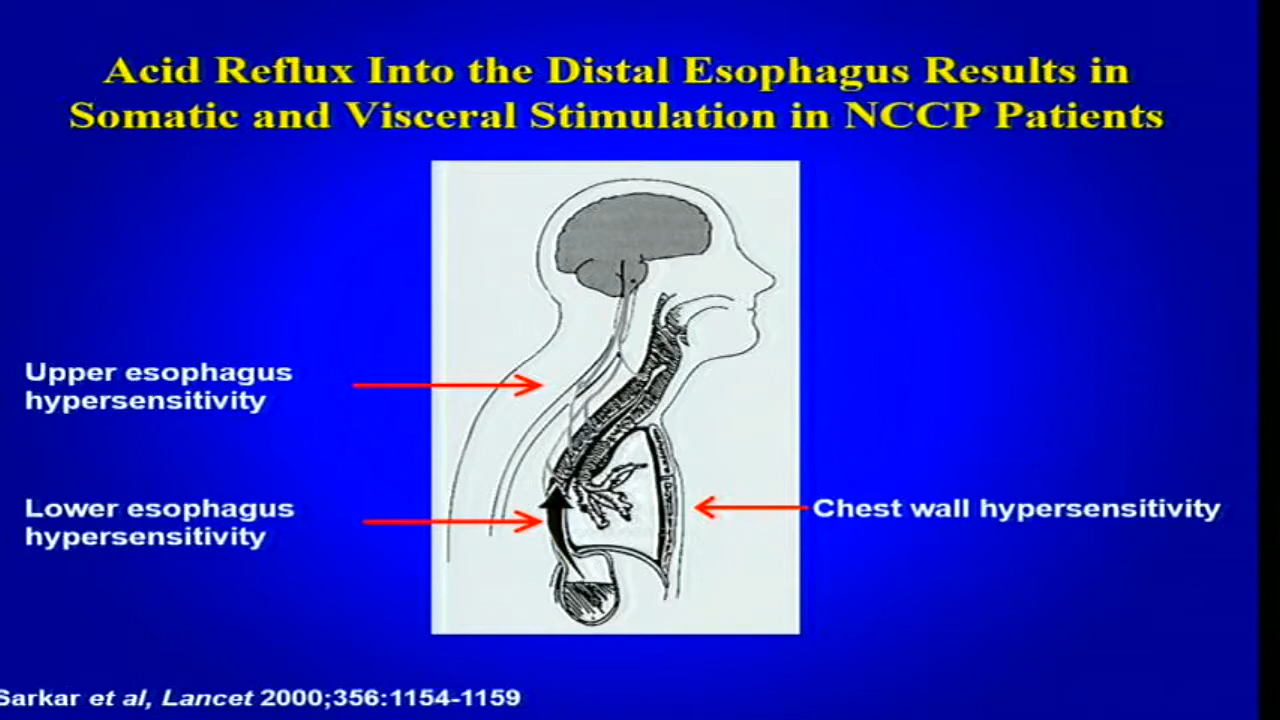 Acid Reflux Into the Distal Esophagus Results in
Somatic and Visceral Stimulation in NCCP Patients
Upper esophagus
hypersensitivity
Lower esophagus
hypersensitivity
Chest wall hypersensitivity
Sarkar et al, Lancet 2000;356:1154-1159